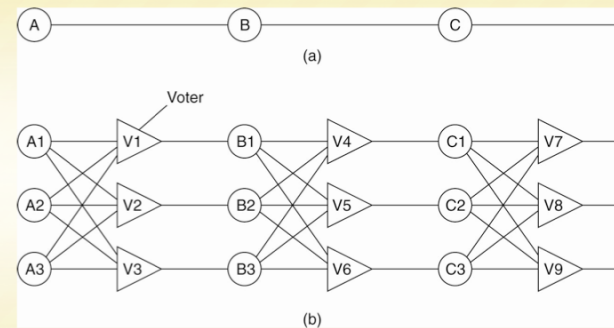 A B C
(a)
Voter
A1 V1 B1 V4 C1 V7
A2 V2 B2 V5 C2 V8
A3 V3 B3 V6 C3 V9
(b)